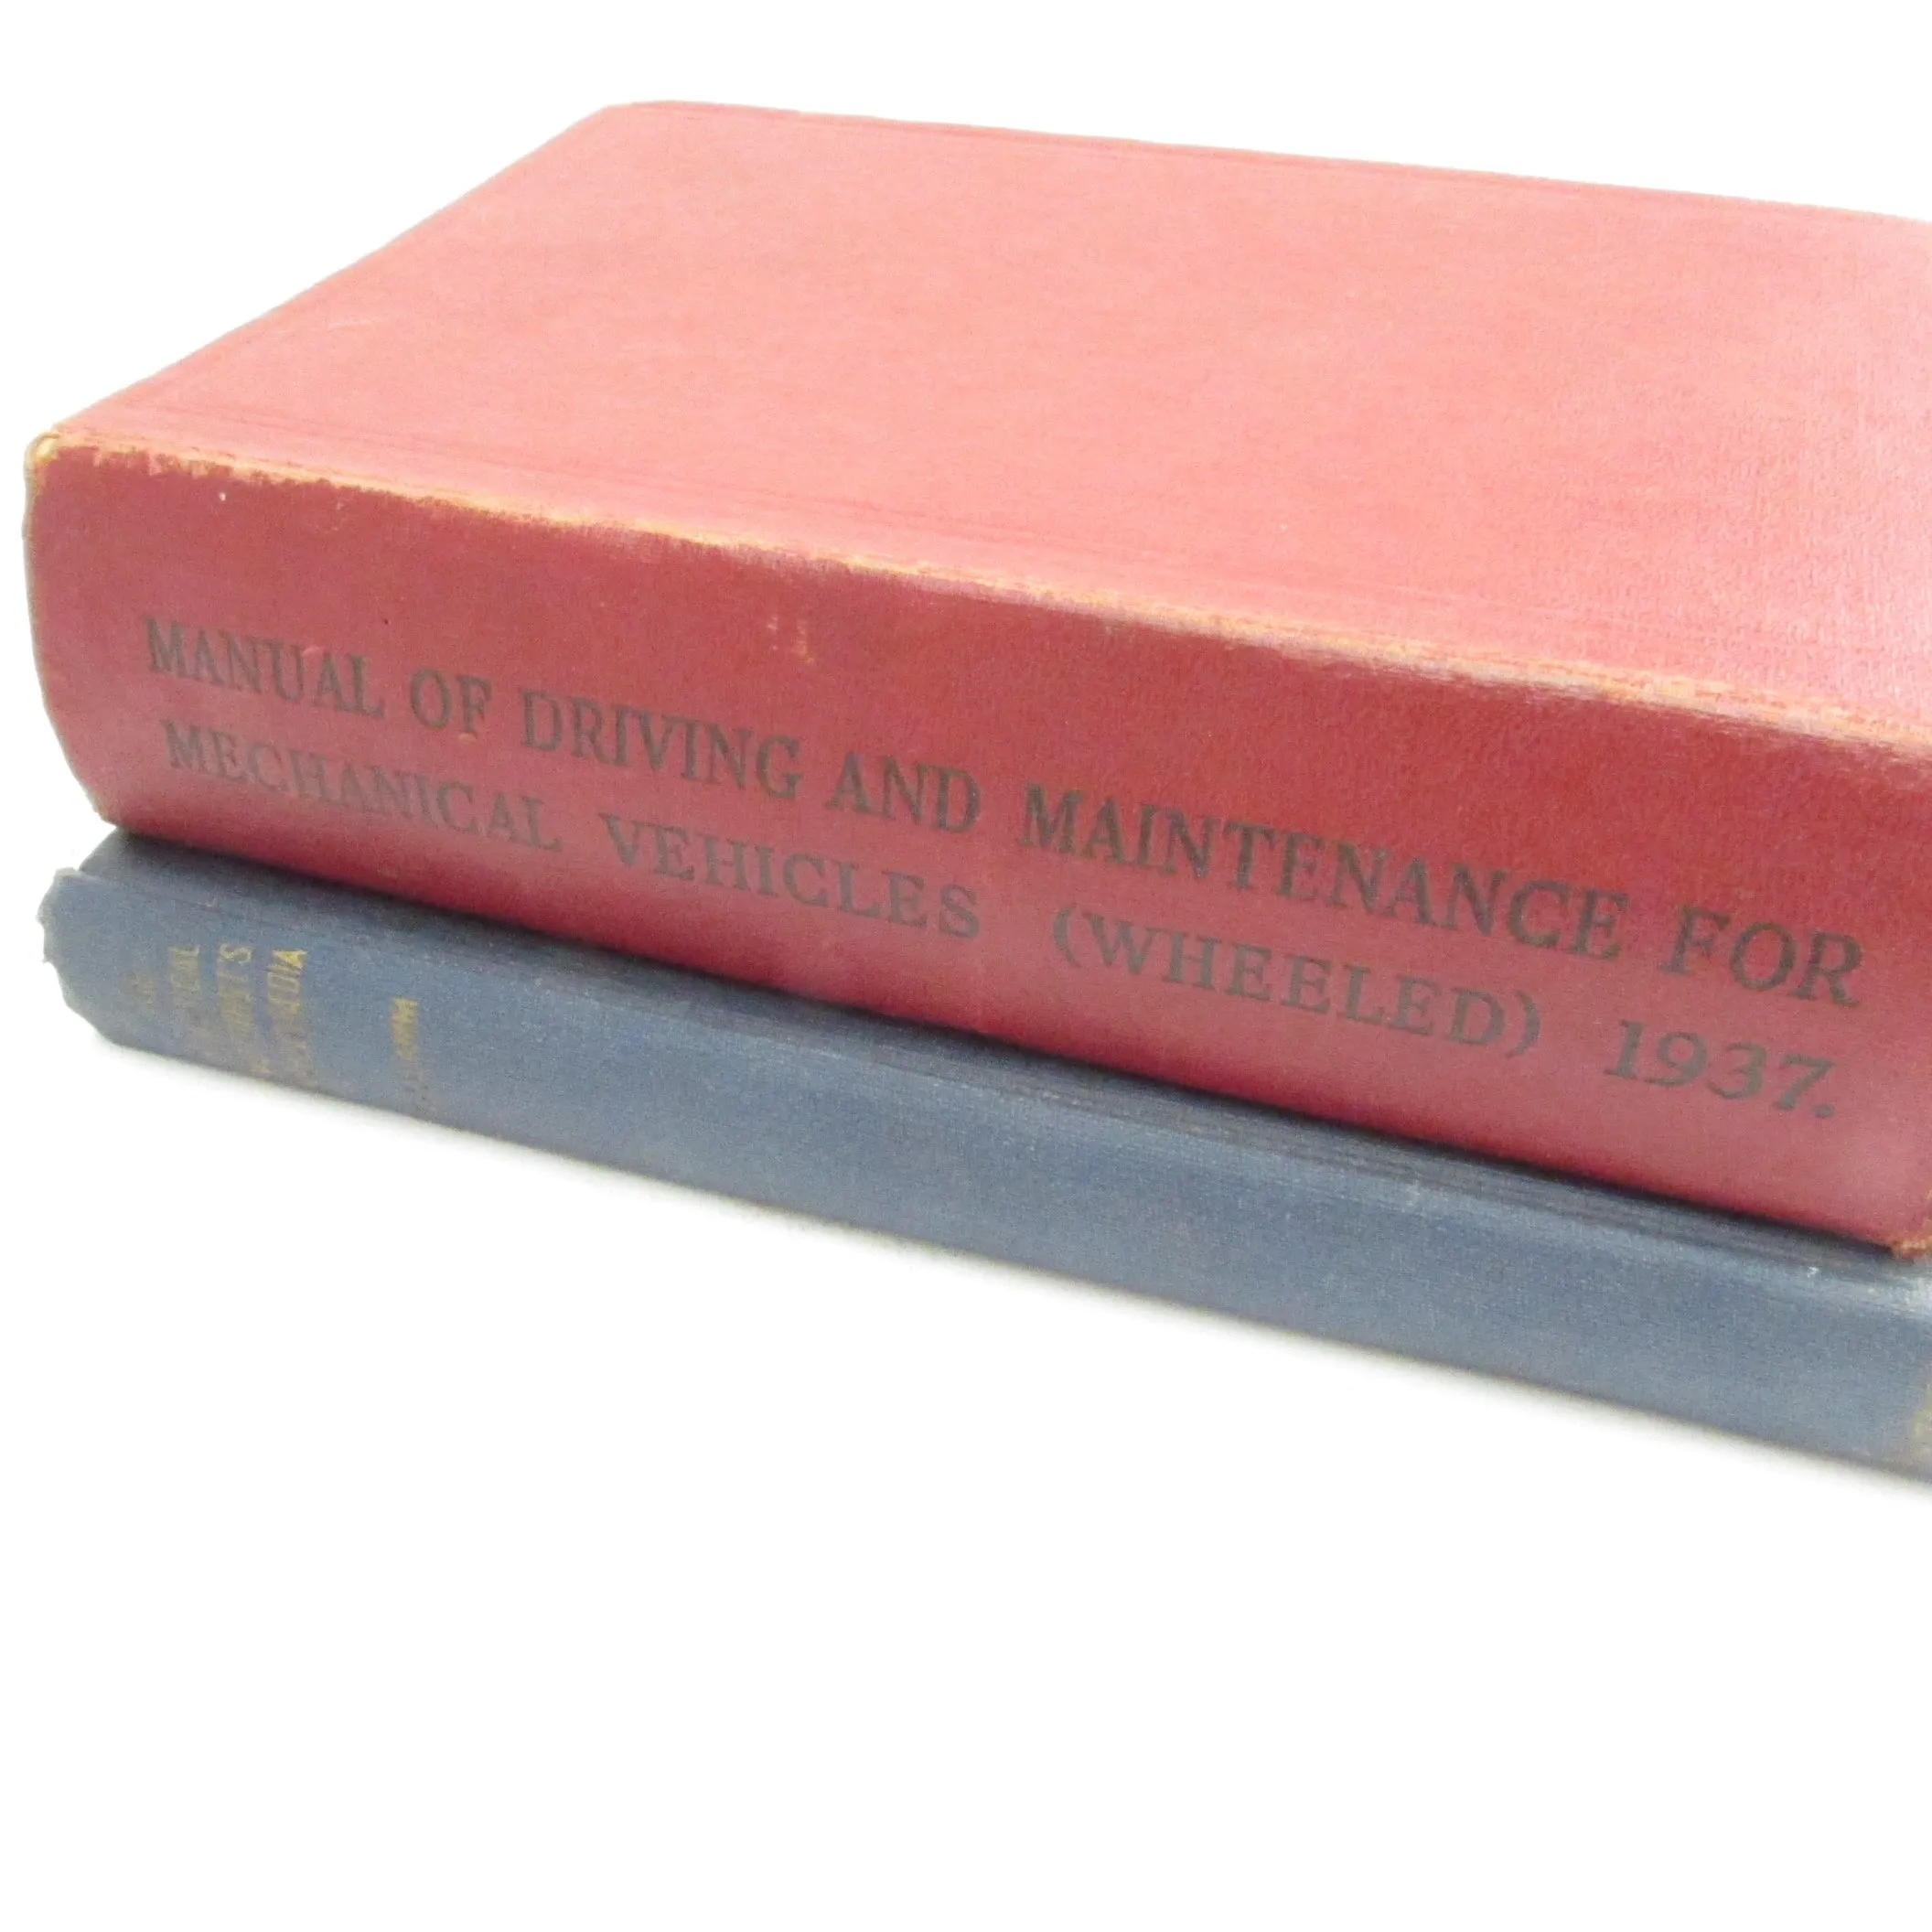 MANUAL OF DRIVING AND MAINTENANCE FOR
MECHANICAL VEHICLES (WHEELED) 1937.